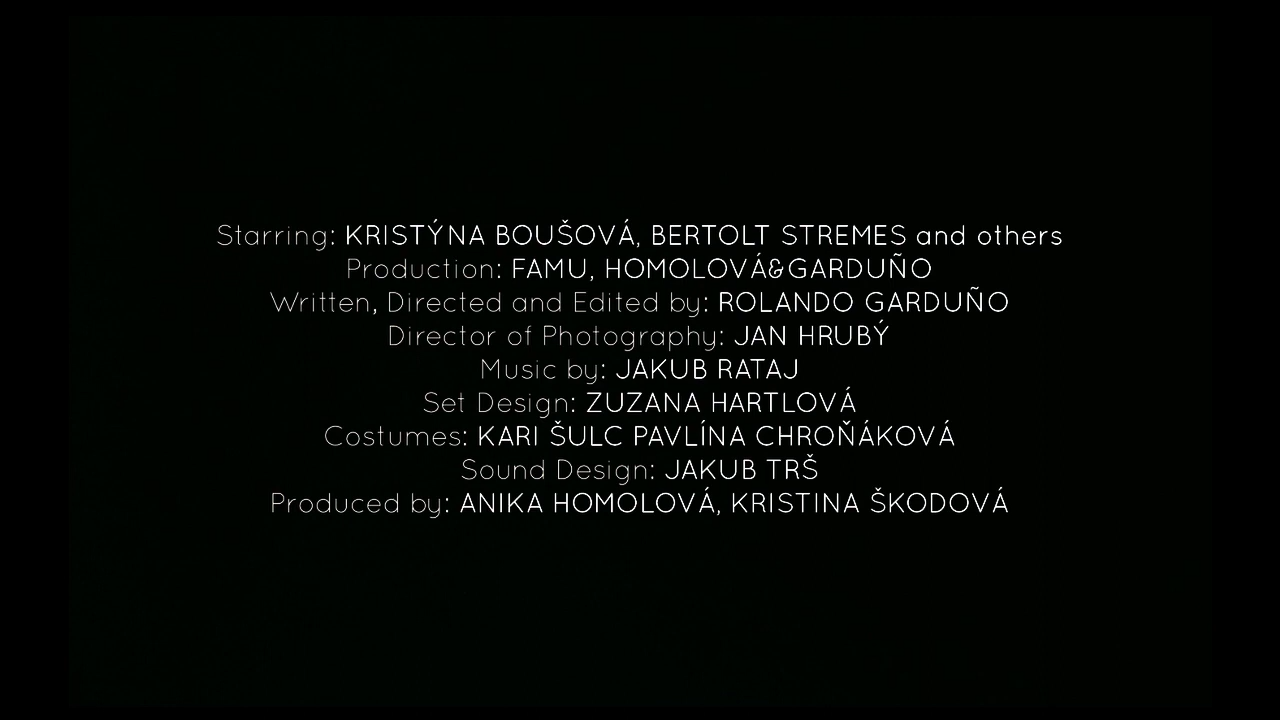 Starring: KRISTÝNA BOUŠOVÁ, BERTOLT STREMES and others
Production: FAMU, HOMOLOVÁ&GARDUÑO
Written, Directed and Edited by: ROLANDO GARDUÑO
Director of Photography: JAN HRUBÝ
Music by: JAKUB RATAJ
Set Design: ZUZANA HARTLOVÁ
Costumes: KARI ŠULC PAVLÍNA CHROŇÁKOVÁ
Sound Design: JAKUB TRŠ
Produced by: ANIKA HOMOLOVÁ, KRISTINA ŠKODOVÁ